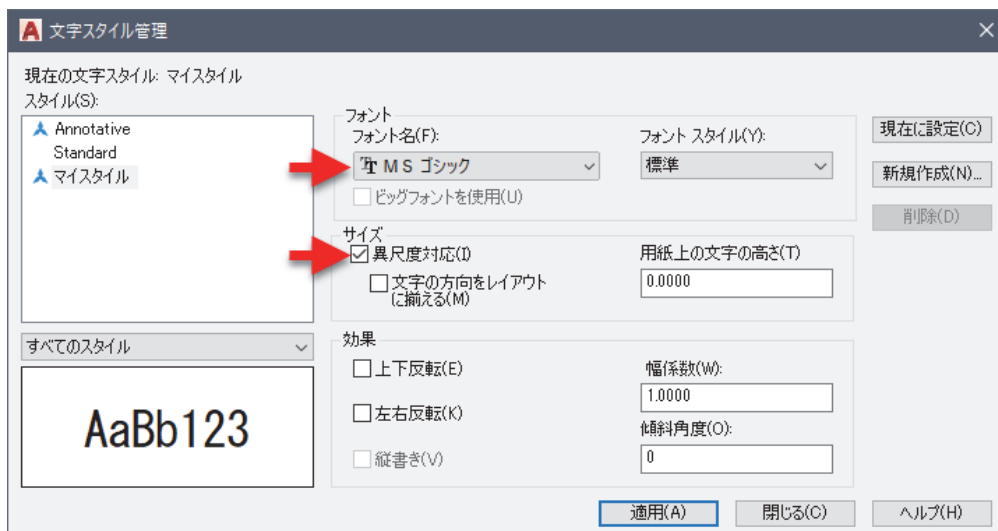 文字スタイル管理
現在の文字スタイル: マイスタイル
スタイル(S):
Annotative
Standard
マイスタイル
すべてのスタイル
AaBb123
フォント
フォント名(F):
MS ゴシック
ビッグフォントを使用(U)
フォント スタイル(Y):
標準
サイズ
異尺度対応(I)
文字の方向をレイアウト
に揃える(M)
用紙上の文字の高さ(T)
0.0000
効果
上下反転(E)
左右反転(K)
縦書き(V)
幅係数(W):
1.0000
傾斜角度(O):
0
現在に設定(C)
新規作成(N)...
削除(D)
適用(A)
閉じる(C)
ヘルプ(H)